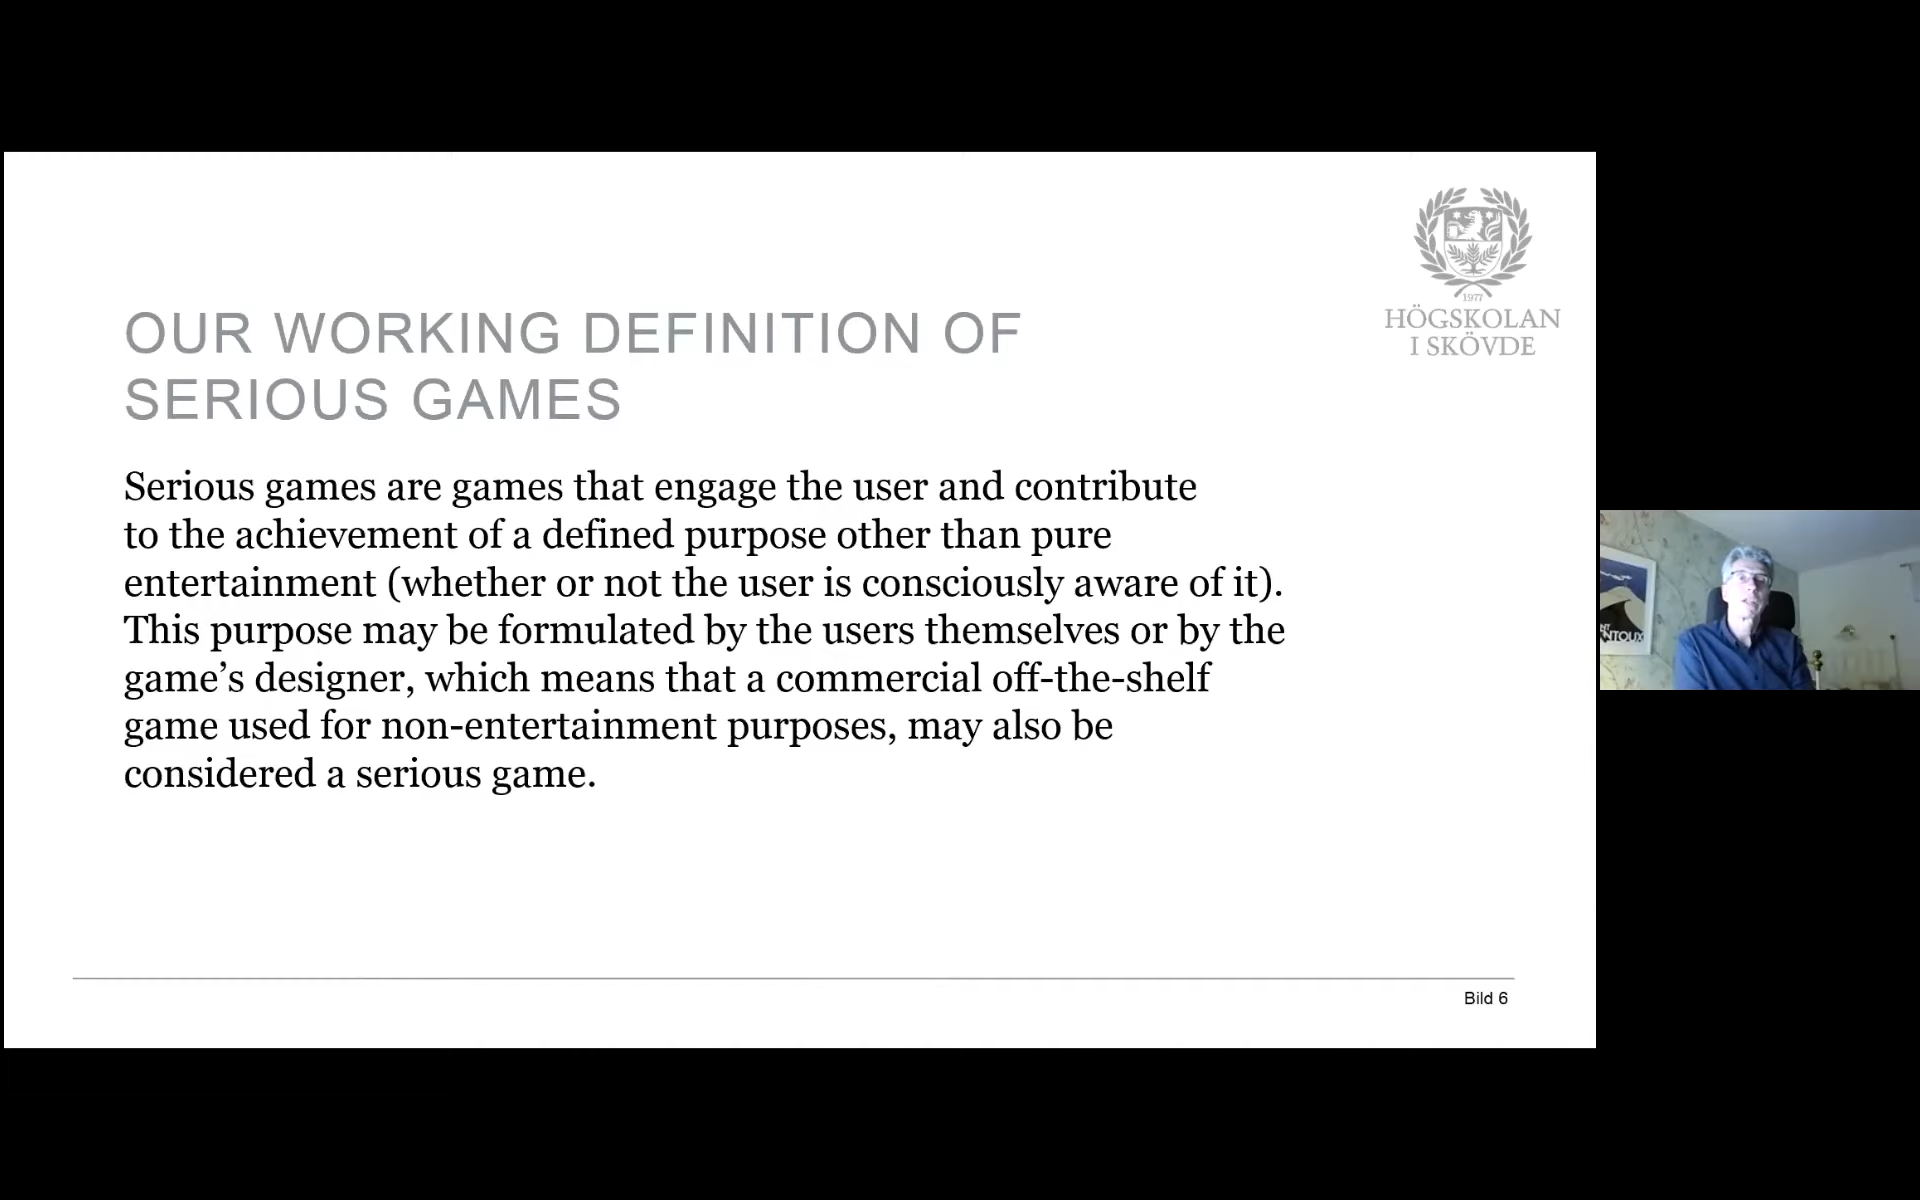 1977
HÖGSKOLAN
I SKÖVDE
OUR WORKING DEFINITION OF
SERIOUS GAMES
Serious games are games that engage the user and contribute
to the achievement of a defined purpose other than pure
entertainment (whether or not the user is consciously aware of it).
This purpose may be formulated by the users themselves or by the
game’s designer, which means that a commercial off-the-shelf
game used for non-entertainment purposes, may also be
considered a serious game.
Bild 6